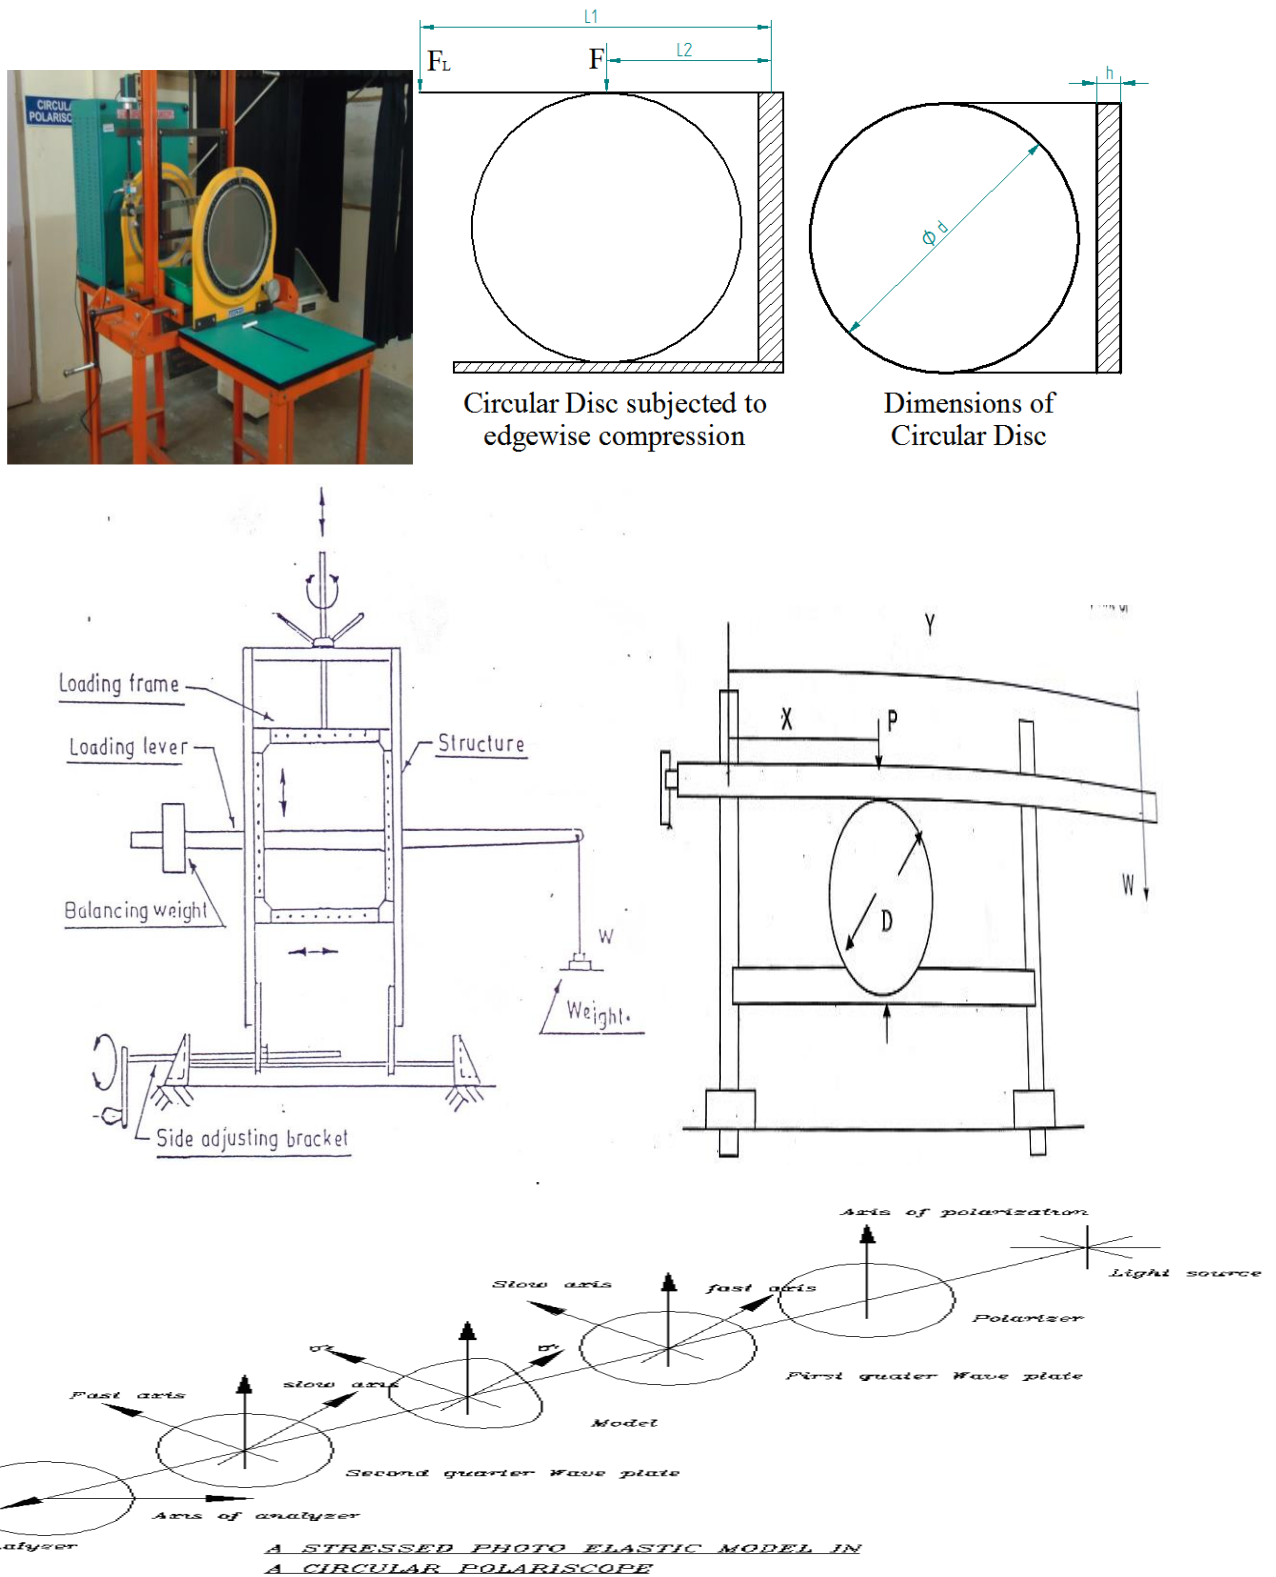 CIRCULA
POLARISC
L1
L2
FL
F
h
Φ d
Circular Disc subjected to
edgewise compression
Dimensions of
Circular Disc
Loading frame
Loading lever
Structure
Balancing weight
W
Weight.
Side adjusting bracket
Y
X
P
D
W
Axis of polarization
Light source
Slow axis
fast axis
Polarizer
First quater Wave plate
σ2
σ1
Fast axis
slow axis
Model
Second quarter Wave plate
Axis of analyzer
alyzer
A STRESSED PHOTO ELASTIC MODEL IN
A CIRCULAR POLARISCOPE